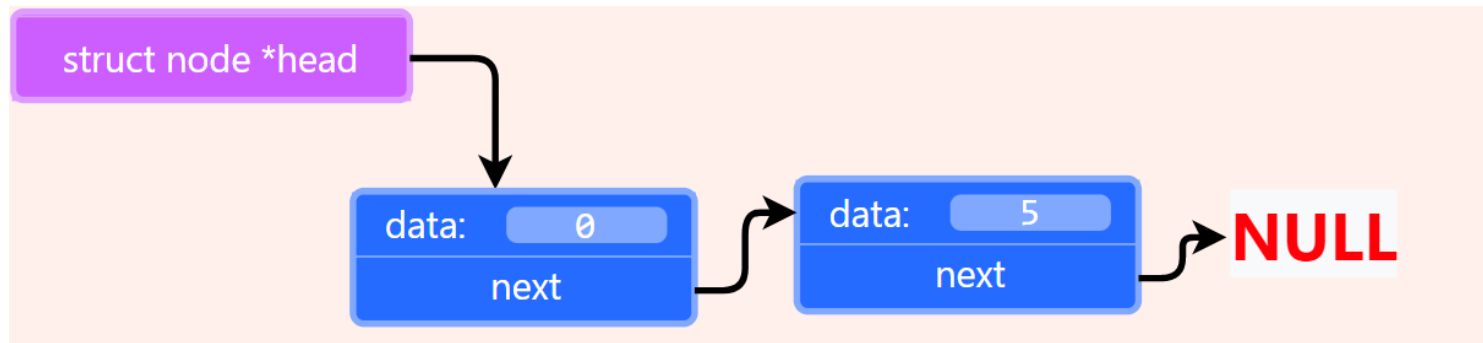 struct node *head
data: 0
next
data: 5
next
NULL